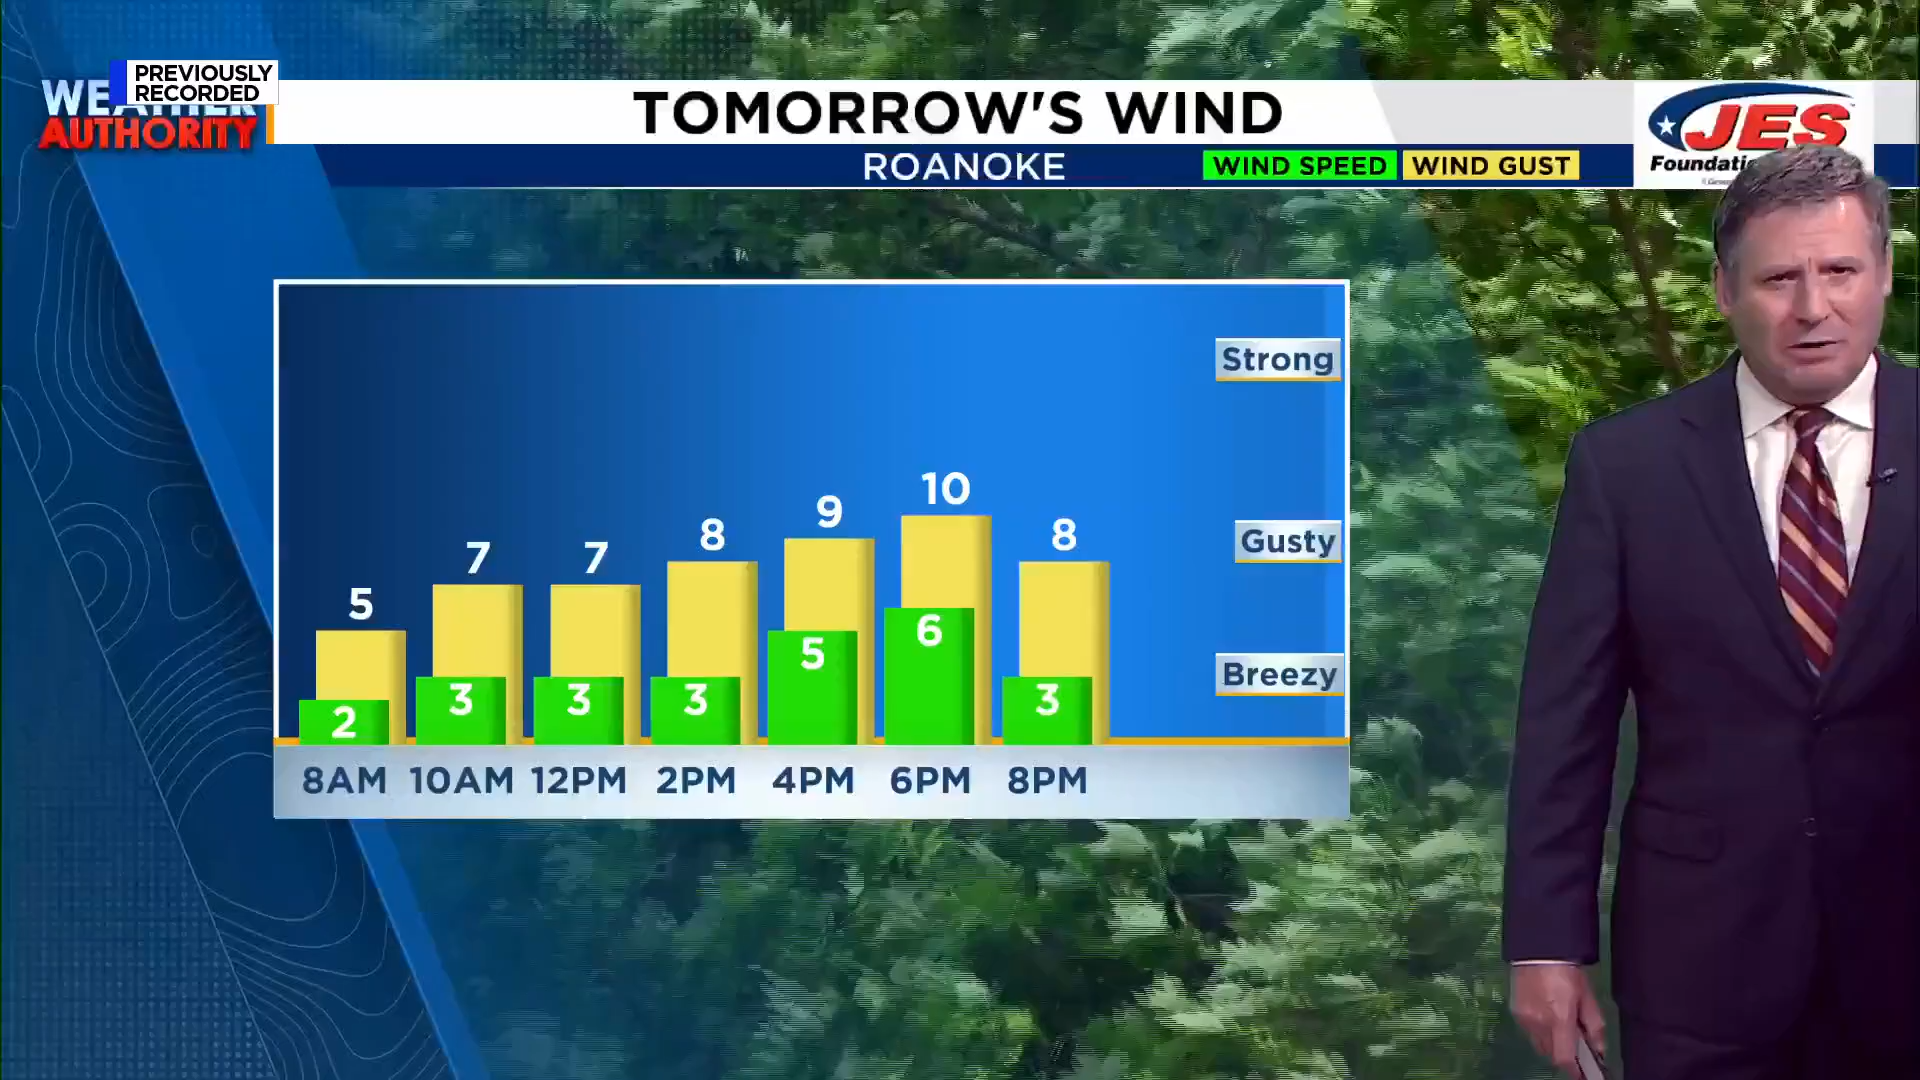 PREVIOUSLY
RECORDED
AUTHORITY
TOMORROW'S WIND
ROANOKE
WIND SPEED
WIND GUST
JES
Strong
Gusty
Breezy
5
7
7
8
9
10
8
2
3
3
3
5
6
3
8AM 10AM 12PM 2PM 4PM 6PM 8PM